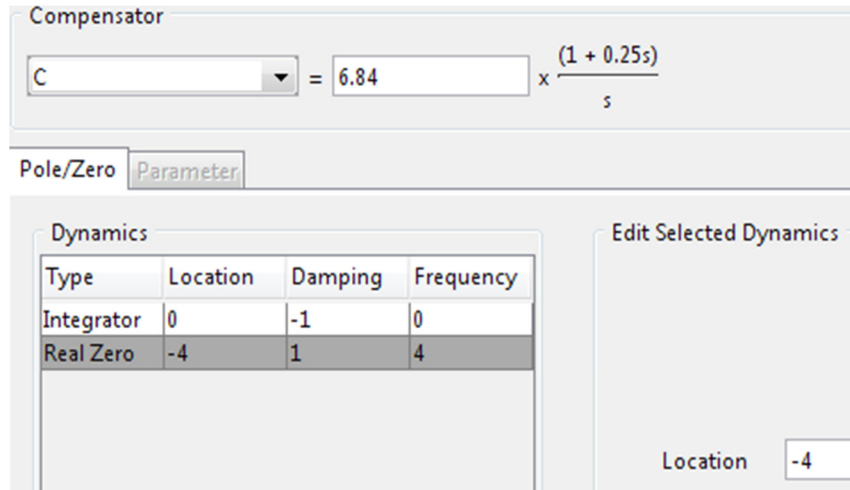 Compensator
C = 6.84 x (1 + 0.25s)
s
Pole/Zero Parameter
Dynamics Edit Selected Dynamics
Type Location Damping Frequency
Integrator 0 -1 0
Real Zero -4 1 4
Location -4